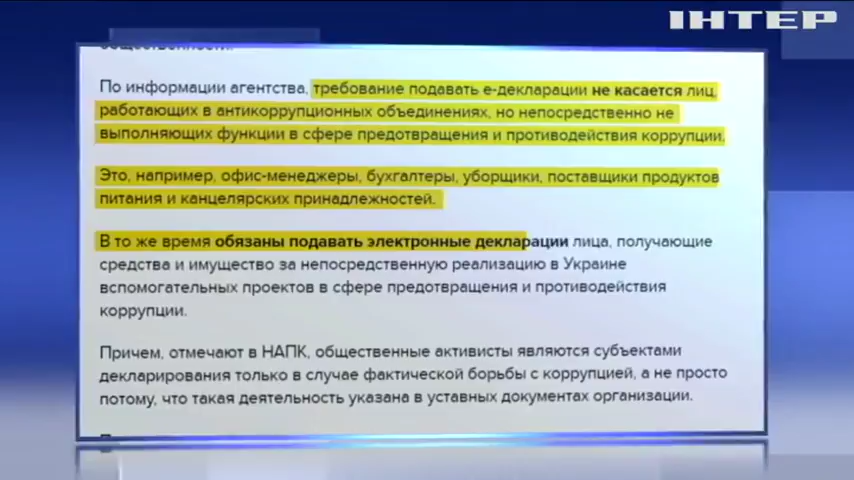 ІНТЕР
общественности.
По информации агентства, требование подавать е-декларации не касается лиц,
работающих в антикоррупционных объединениях, но непосредственно не
выполняющих функции в сфере предотвращения и противодействия коррупции.
Это, например, офис-менеджеры, бухгалтеры, уборщики, поставщики продуктов
питания и канцелярских принадлежностей.
В то же время обязаны подавать электронные декларации лица, получающие
средства и имущество за непосредственную реализацию в Украине
вспомогательных проектов в сфере предотвращения и противодействия
коррупции.
Причем, отмечают в НАПК, общественные активисты являются субъектами
декларирования только в случае фактической борьбы с коррупцией, а не просто
потому, что такая деятельность указана в уставных документах организации.